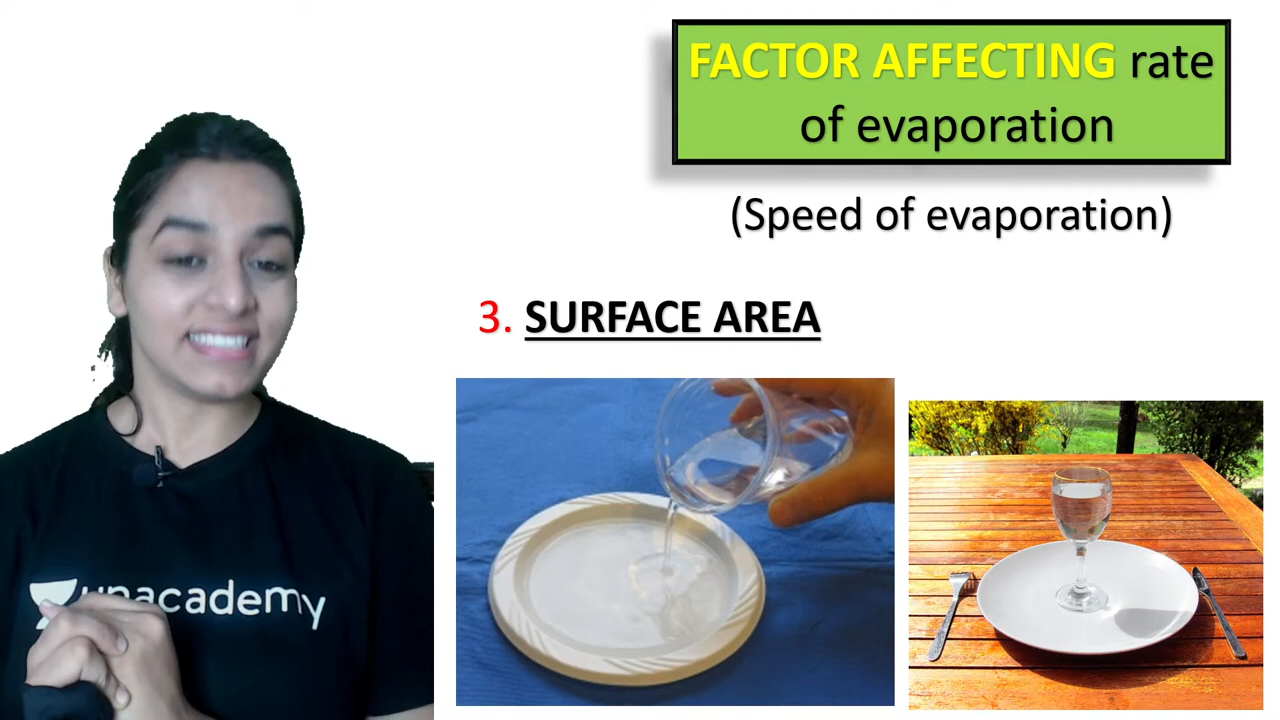 FACTOR AFFECTING rate
of evaporation
(Speed of evaporation)
3. SURFACE AREA
unacademy